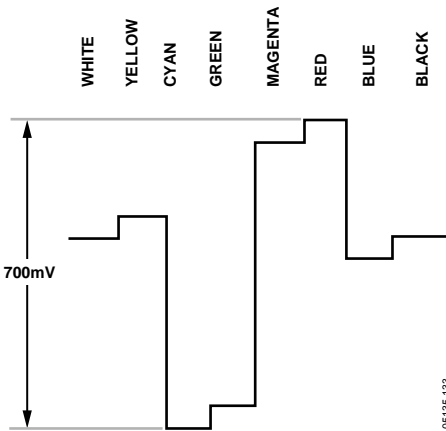 WHITE
YELLOW
CYAN
GREEN
MAGENTA
RED
BLUE
BLACK
700mV